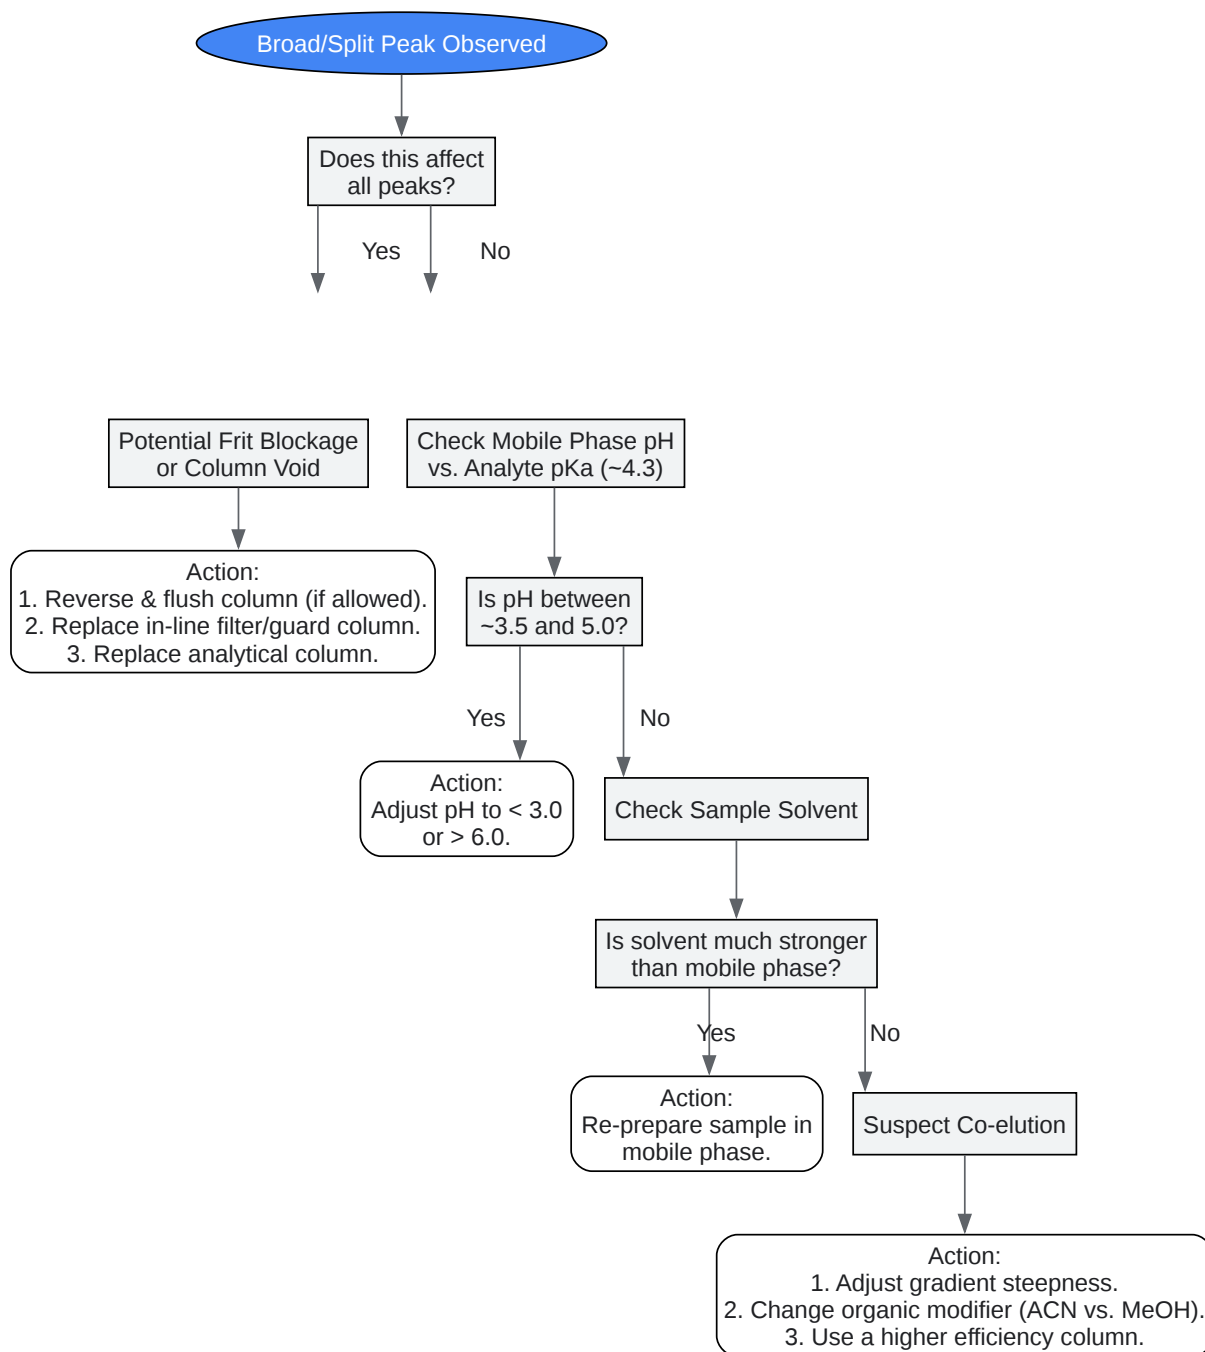 Broad/Split Peak Observed
Does this affect
all peaks?
Yes
No
Potential Frit Blockage
or Column Void
Check Mobile Phase pH
vs. Analyte pKa (~4.3)
Action:
1. Reverse & flush column (if allowed).
2. Replace in-line filter/guard column.
3. Replace analytical column.
Is pH between
~3.5 and 5.0?
Yes
No
Action:
Adjust pH to < 3.0
or > 6.0.
Check Sample Solvent
Is solvent much stronger
than mobile phase?
Yes
No
Action:
Re-prepare sample in
mobile phase.
Suspect Co-elution
Action:
1. Adjust gradient steepness.
2. Change organic modifier (ACN vs. MeOH).
3. Use a higher efficiency column.